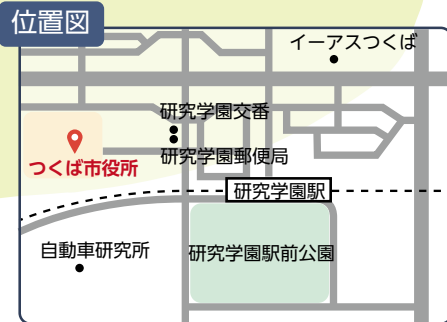 位置図
イーアスつくば
研究学園交番
研究学園郵便局
つくば市役所
研究学園駅
自動車研究所
研究学園駅前公園